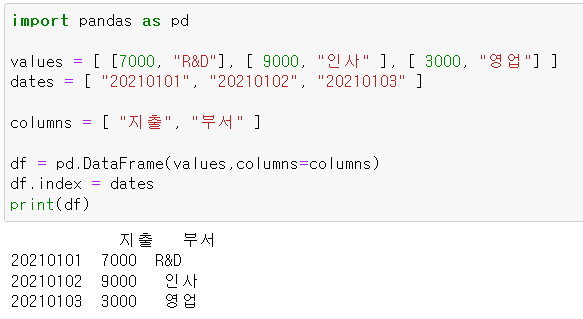 import pandas as pd
values = [ [7000, "R&D"], [ 9000, "인사" ], [ 3000, "영업"] ]
dates = [ "20210101", "20210102", "20210103" ]
columns = [ "지출", "부서" ]
df = pd.DataFrame(values,columns=columns)
df.index = dates
print(df)
지출 부서
20210101 7000 R&D
20210102 9000 인사
20210103 3000 영업